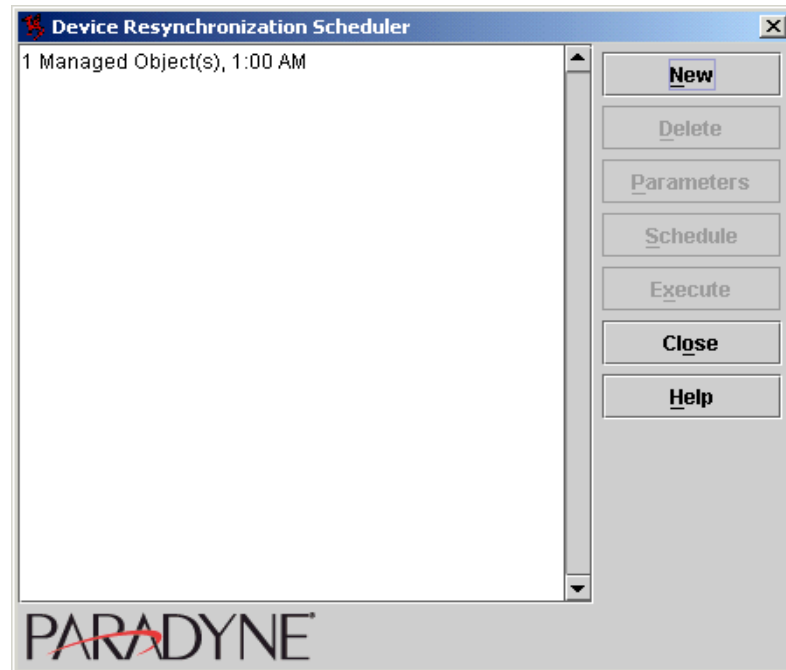 Device Resynchronization Scheduler
1 Managed Object(s), 1:00 AM
New
Delete
Parameters
Schedule
Execute
Close
Help
PARADYNE®